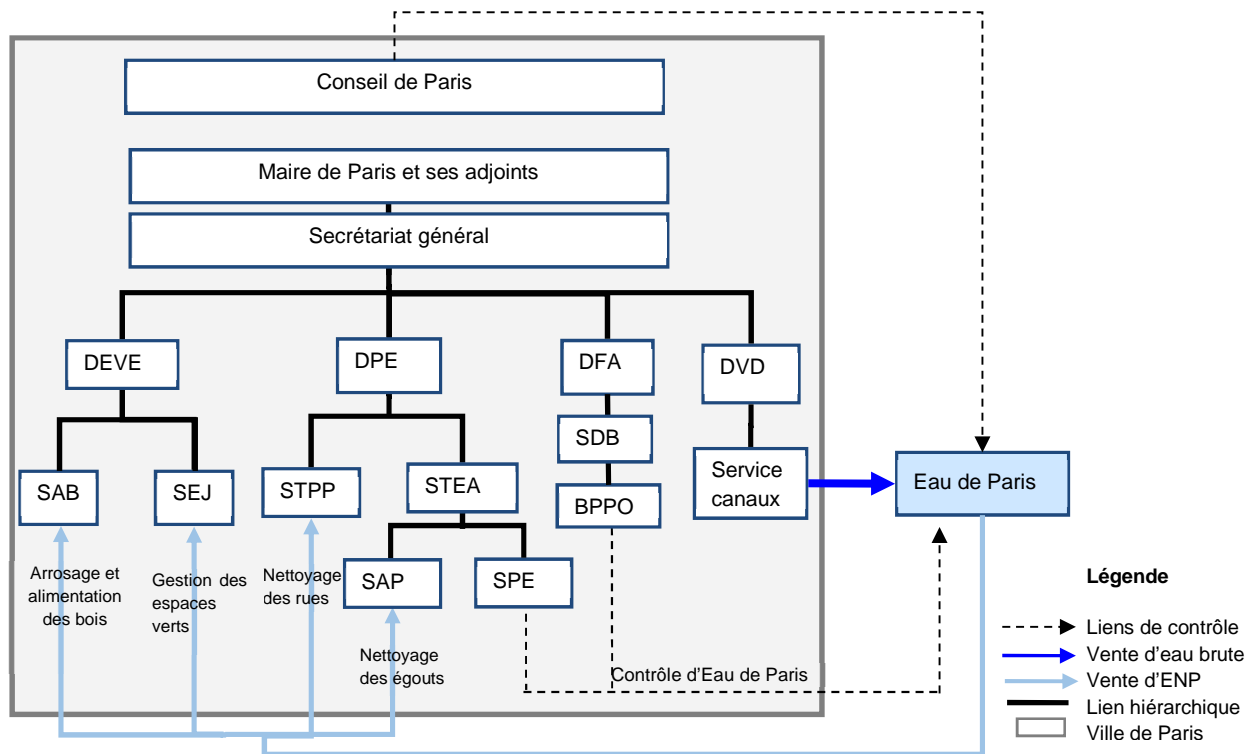 Conseil de Paris
Maire de Paris et ses adjoints
Secrétariat général
DEVE
DPE
DFA
DVD
SDB
SAB
SEJ
STPP
STEA
BPPO
Service
canaux
Eau de Paris
SAP
SPE
Arrosage et
alimentation
des bois
Gestion des
espaces
verts
Nettoyage
des rues
Nettoyage
des égouts
Contrôle d'Eau de Paris
Légende
Liens de contrôle
Vente d'eau brute
Vente d'ENP
Lien hiérarchique
Ville de Paris